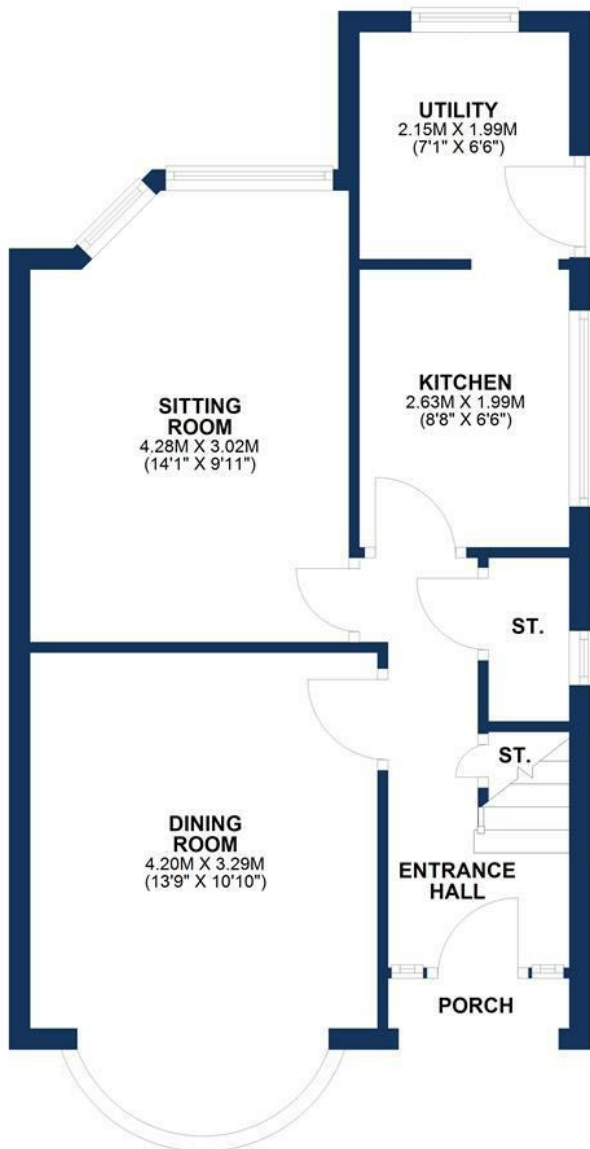 UTILITY
2.15M X 1.99M
(7'1" X 6'6")
KITCHEN
2.63M X 1.99M
(8'8" X 6'6")
SITTING
ROOM
4.28M X 3.02M
(14'1" X 9'11")
ST.
ST.
DINING
ROOM
4.20M X 3.29M
(13'9" X 10'10")
ENTRANCE
HALL
PORCH